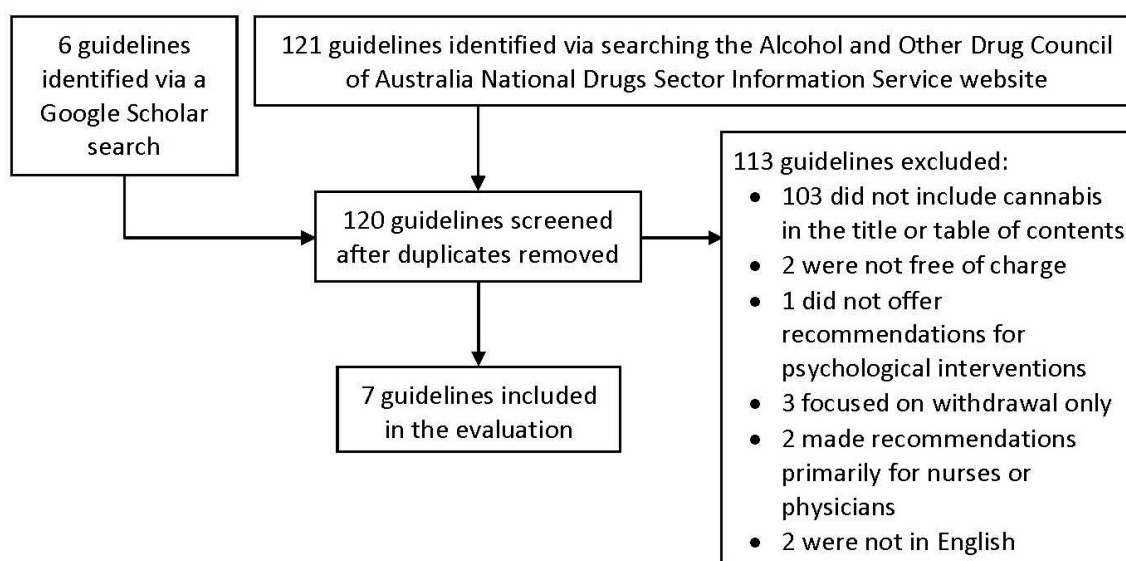 6 guidelines
identified via a
Google Scholar
search
121 guidelines identified via searching the Alcohol and Other Drug Council
of Australia National Drugs Sector Information Service website
120 guidelines screened
after duplicates removed
113 guidelines excluded:
• 103 did not include cannabis
in the title or table of contents
• 2 were not free of charge
• 1 did not offer
recommendations for
psychological interventions
• 3 focused on withdrawal only
• 2 made recommendations
primarily for nurses or
physicians
• 2 were not in English
7 guidelines included
in the evaluation